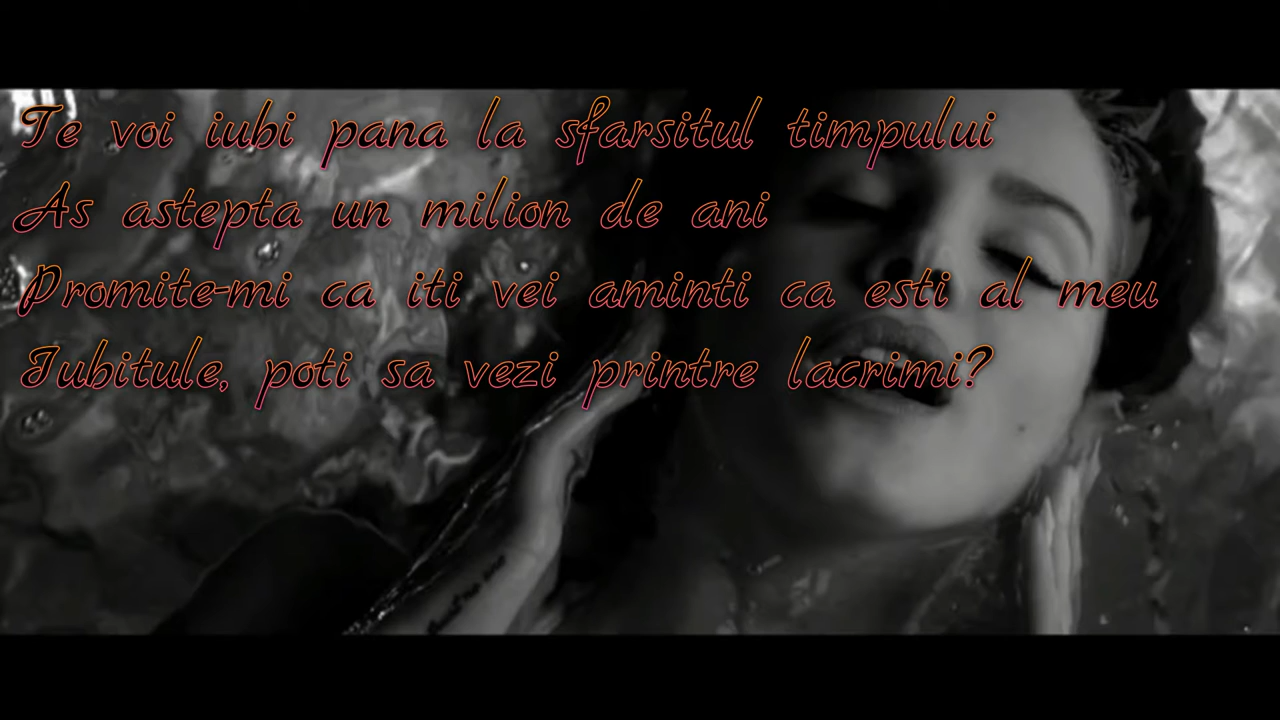 Te voi iubi pana la sfarsitul timpului
As astepta un milion de ani
Promite-mi ca iti vei aminti ca esti al meu
Iubitule, poti sa vezi printre lacrimi?